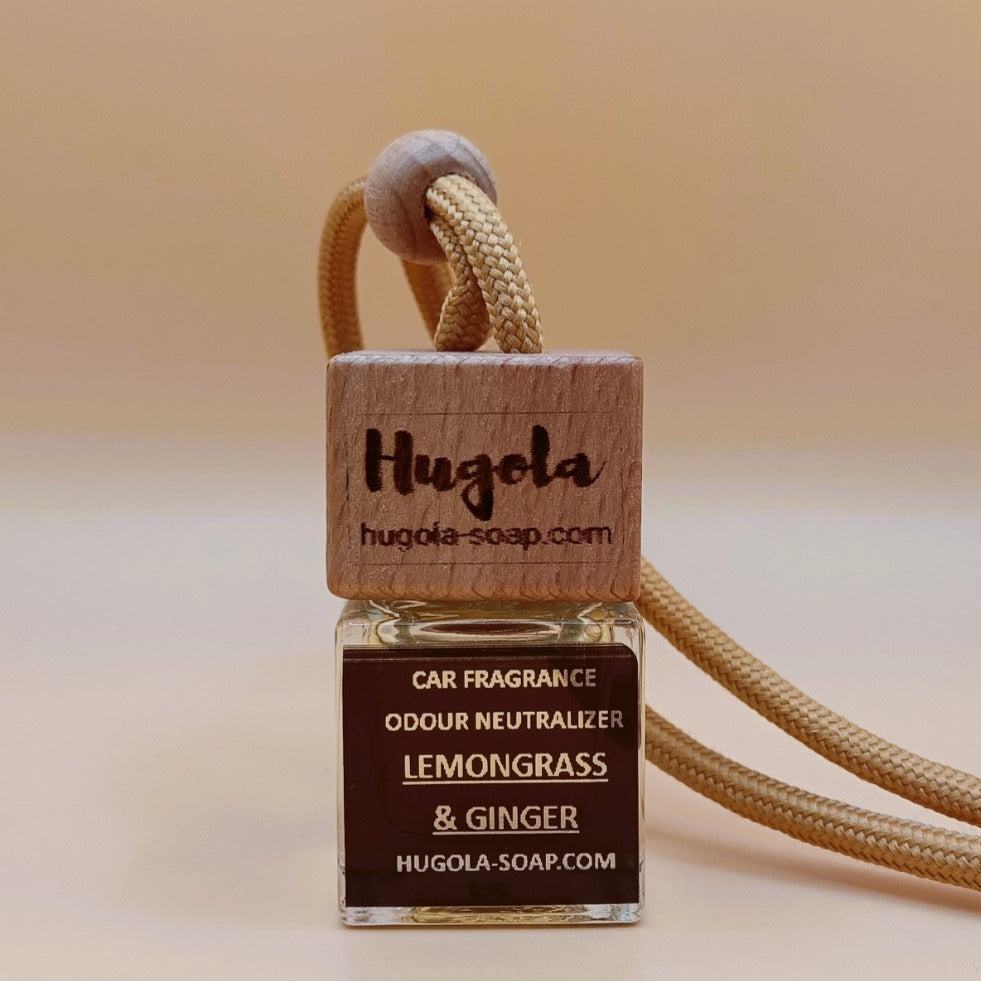 Hugola
hugola-soap.com
CAR FRAGRANCE
ODOUR NEUTRALIZER
LEMONGRASS
& GINGER
HUGOLA-SOAP.COM